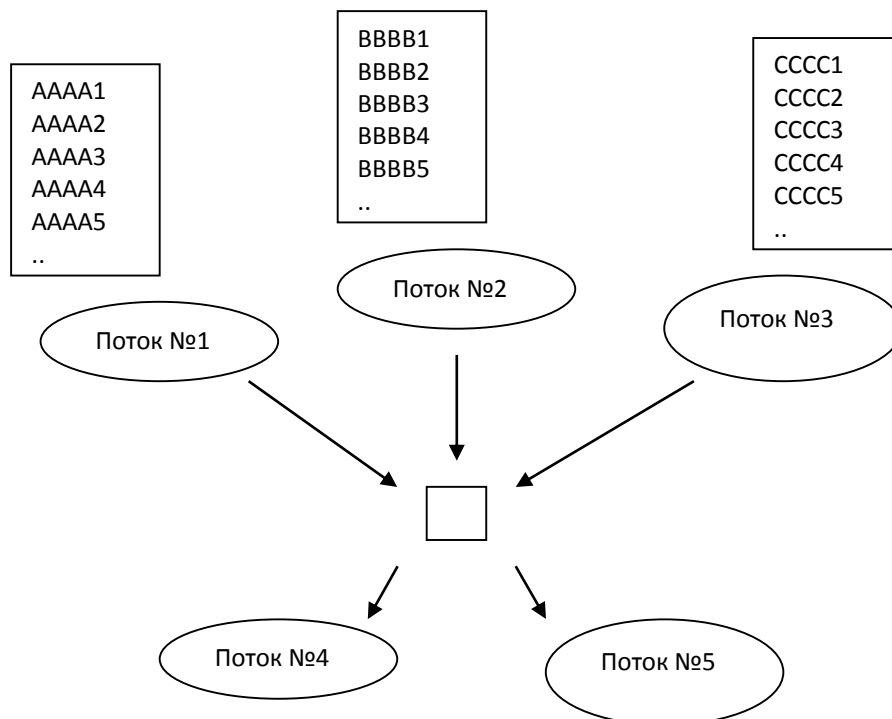 AAAA1
AAAA2
AAAA3
AAAA4
AAAA5
..
BBBB1
BBBB2
BBBB3
BBBB4
BBBB5
..
CCCC1
CCCC2
CCCC3
CCCC4
CCCC5
..
Поток №1
Поток №2
Поток №3
Поток №4
Поток №5